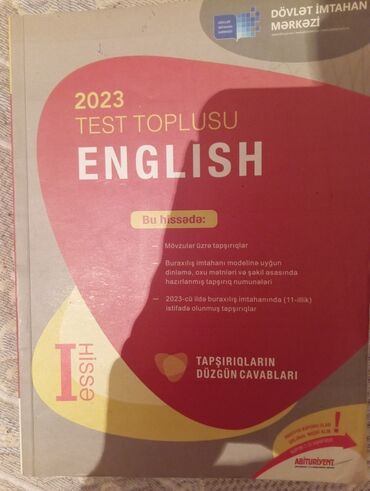 DÖVLƏT İMTAHAN
MƏRKƏZİ
2023
TEST TOPLUSU
ENGLISH
Bu hissədə:
— Mövzular üzrə tapşırıqlar
— Buraxılış imtahanı modelinə uyğun
dinləmə, oxu mətnləri və şəkil əsasında
hazırlanmış tapşırıq nümunələri
— 2023-cü ildə buraxılış imtahanında (11-illik)
istifadə olunmuş tapşırıqlar
I Hissə
TAPŞIRIQLARIN
DÜZGÜN CAVABLARI
ABİTURİYENT